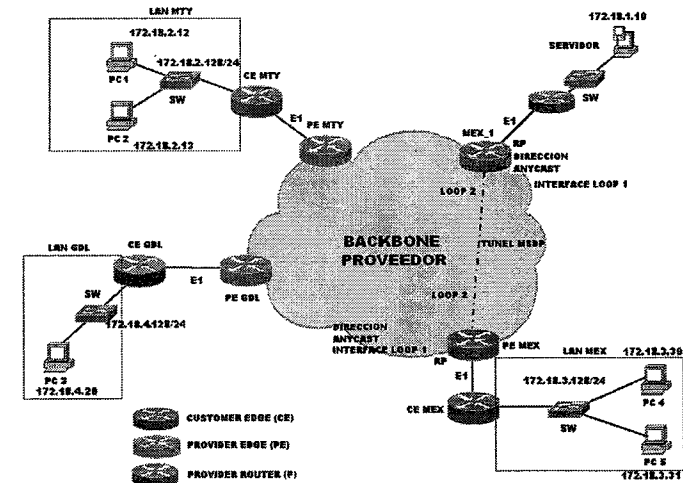 LAN MTY
172.18.2.12
172.18.2.128/24
PC 1
SW
CE MTY
PC 2
172.18.2.13
E1
PE MTY
172.18.1.10
SERVIDOR
SW
E1
MEX_1
RP
DIRECCION
ANYCAST
INTERFACE LOOP 1
LOOP 2
BACKBONE
PROVEEDOR
TUNEL MSDP
LAN GDL
CE GDL
E1
PE GDL
SW
172.18.4.128/24
PC 3
172.18.4.20
LOOP 2
DIRECCION
ANYCAST
INTERFACE LOOP 1
RP
PE MEX
E1
CE MEX
LAN MEX
172.18.3.30
172.18.3.128/24
PC 4
SW
PC 5
172.18.3.31
CUSTOMER EDGE (CE)
PROVIDER EDGE (PE)
PROVIDER ROUTER (P)